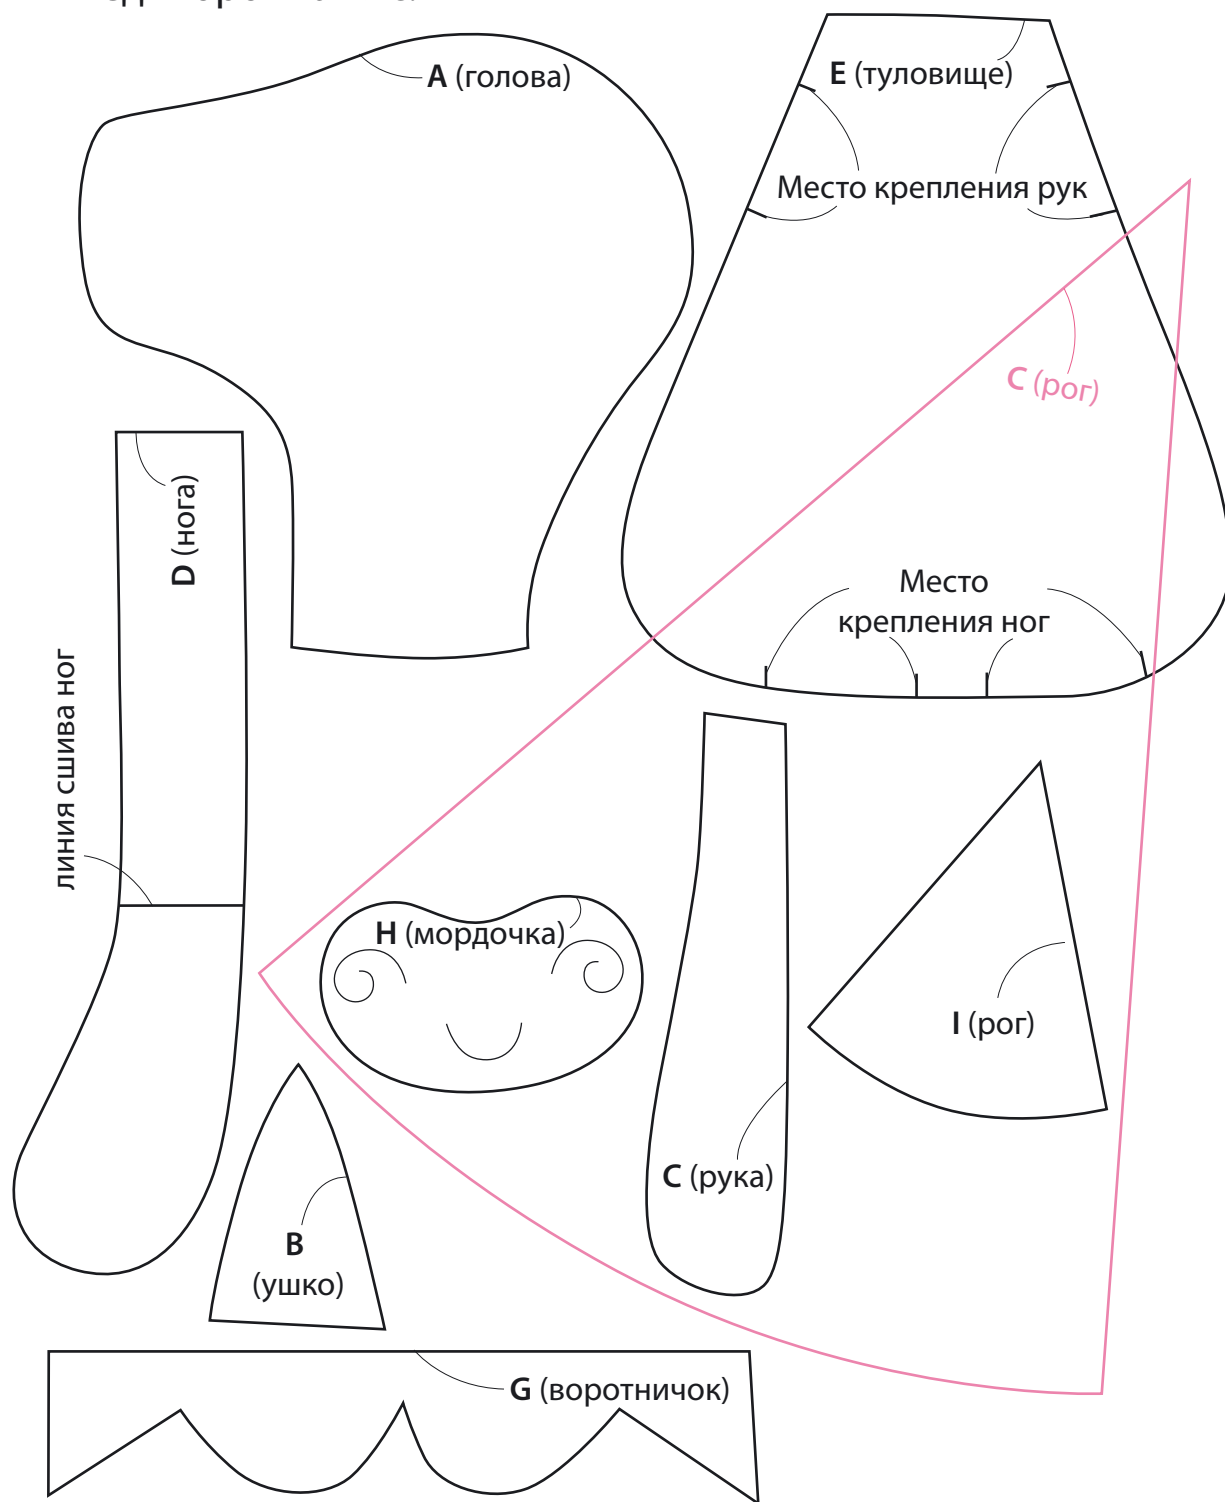 A (голова)
E (туловище)
Место крепления рук
C (рог)
D (нога)
Место
крепления ног
линия сшива ног
H (мордочка)
I (рог)
C (рука)
B
(ушко)
G (воротничок)